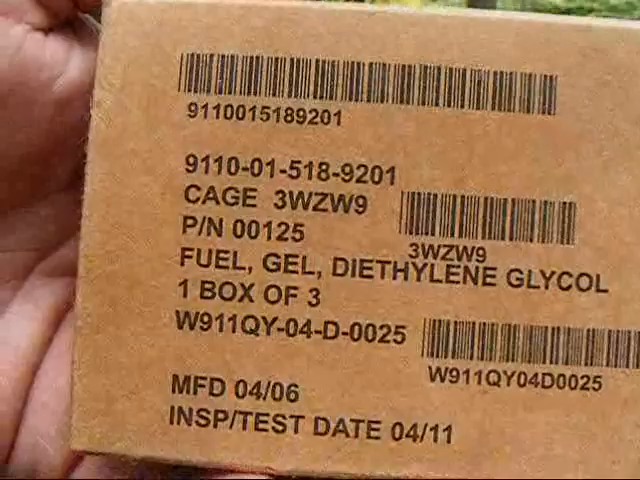 9110015189201
9110-01-518-9201
CAGE 3WZW9
P/N 00125
3WZW9
FUEL, GEL, DIETHYLENE GLYCOL
1 BOX OF 3
W911QY-04-D-0025
W911QY04D0025
MFD 04/06
INSP/TEST DATE 04/11